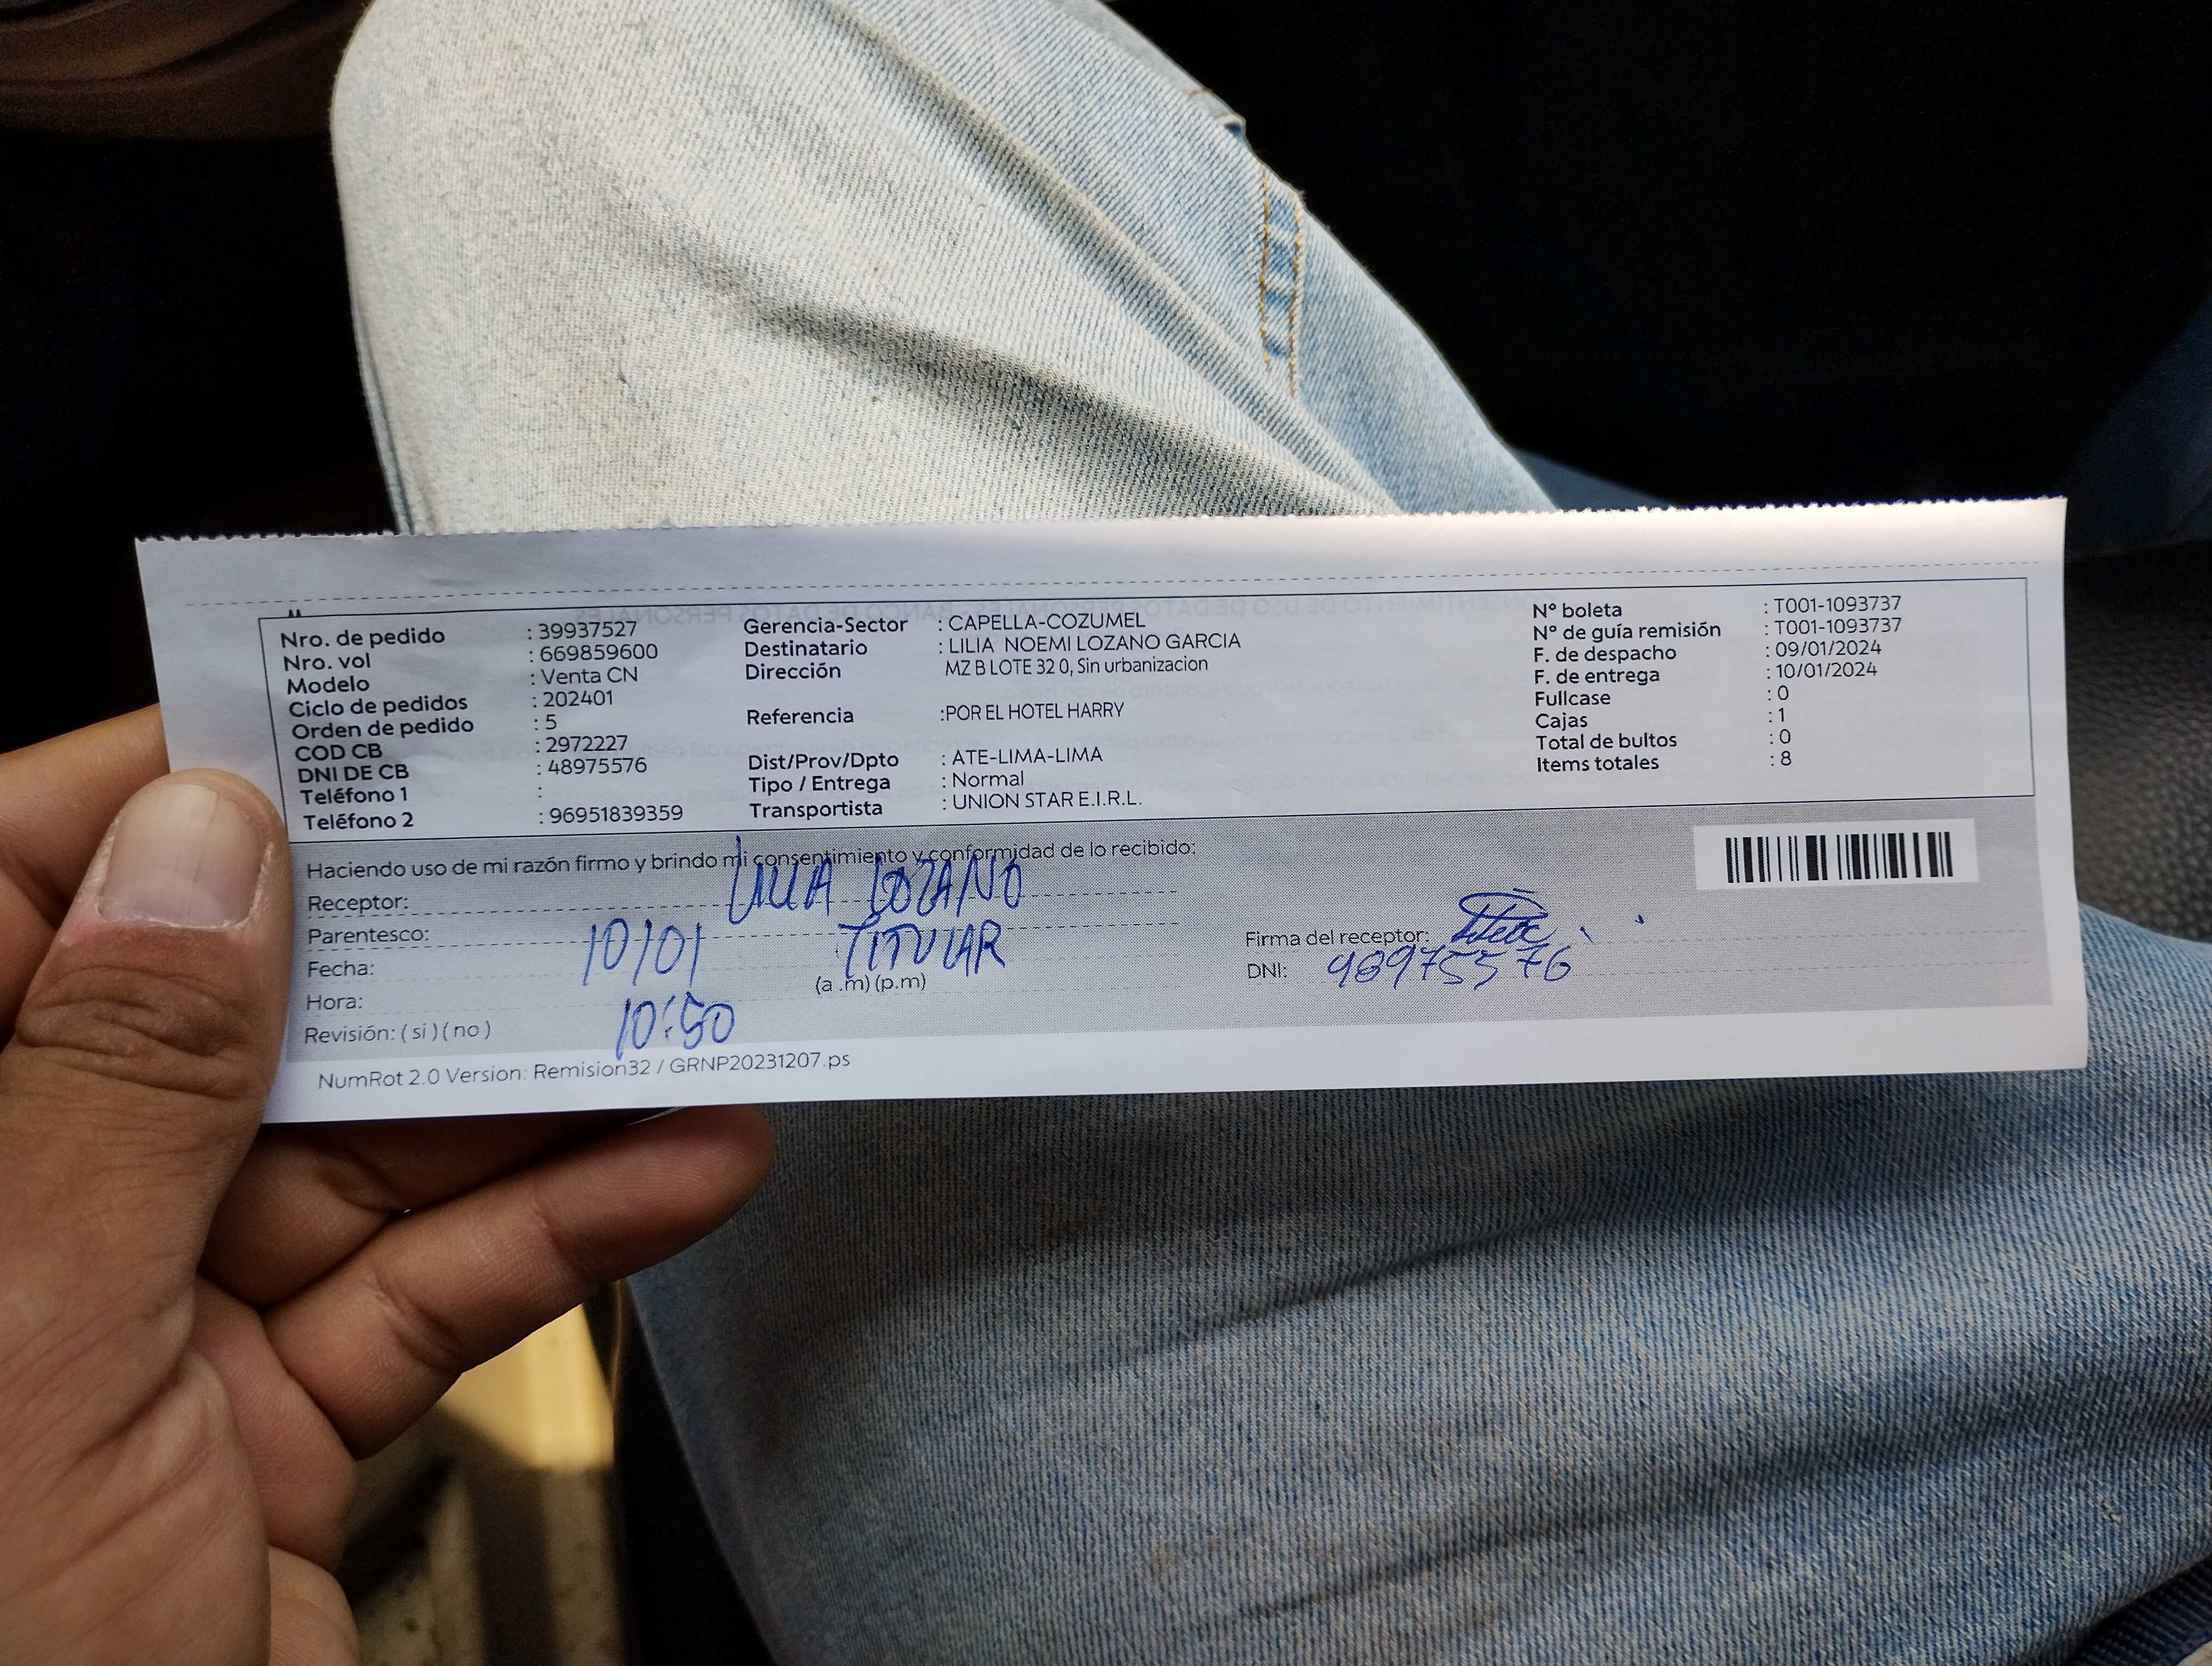 Nro. de pedido : 39937527
Nro. vol : 669859600
Modelo : Venta CN
Ciclo de pedidos : 202401
Orden de pedido : 5
COD CB : 2972227
DNI DE CB : 48975576
Teléfono 1 :
Teléfono 2 : 96951839359
Gerencia-Sector : CAPELLA-COZUMEL
Destinatario : LILIA NOEMI LOZANO GARCIA
Dirección MZ B LOTE 32 0, Sin urbanizacion
Referencia :POR EL HOTEL HARRY
Dist/Prov/Dpto : ATE-LIMA-LIMA
Tipo / Entrega : Normal
Transportista : UNION STAR E.I.R.L.
N° boleta : T001-1093737
N° de guía remisión : T001-1093737
F. de despacho : 09/01/2024
F. de entrega : 10/01/2024
Fullcase : 0
Cajas : 1
Total de bultos : 0
Items totales : 8
Haciendo uso de mi razón firmo y brindo mi consentimiento y conformidad de lo recibido:
Receptor: LILIA LOZANO
Parentesco: TITULAR
Fecha: 10/01
Hora: 10:50 (a .m) (p.m)
Revisión: ( si ) ( no )
Firma del receptor:
DNI: 48975576
NumRot 2.0 Version: Remision32 / GRNP20231207.ps